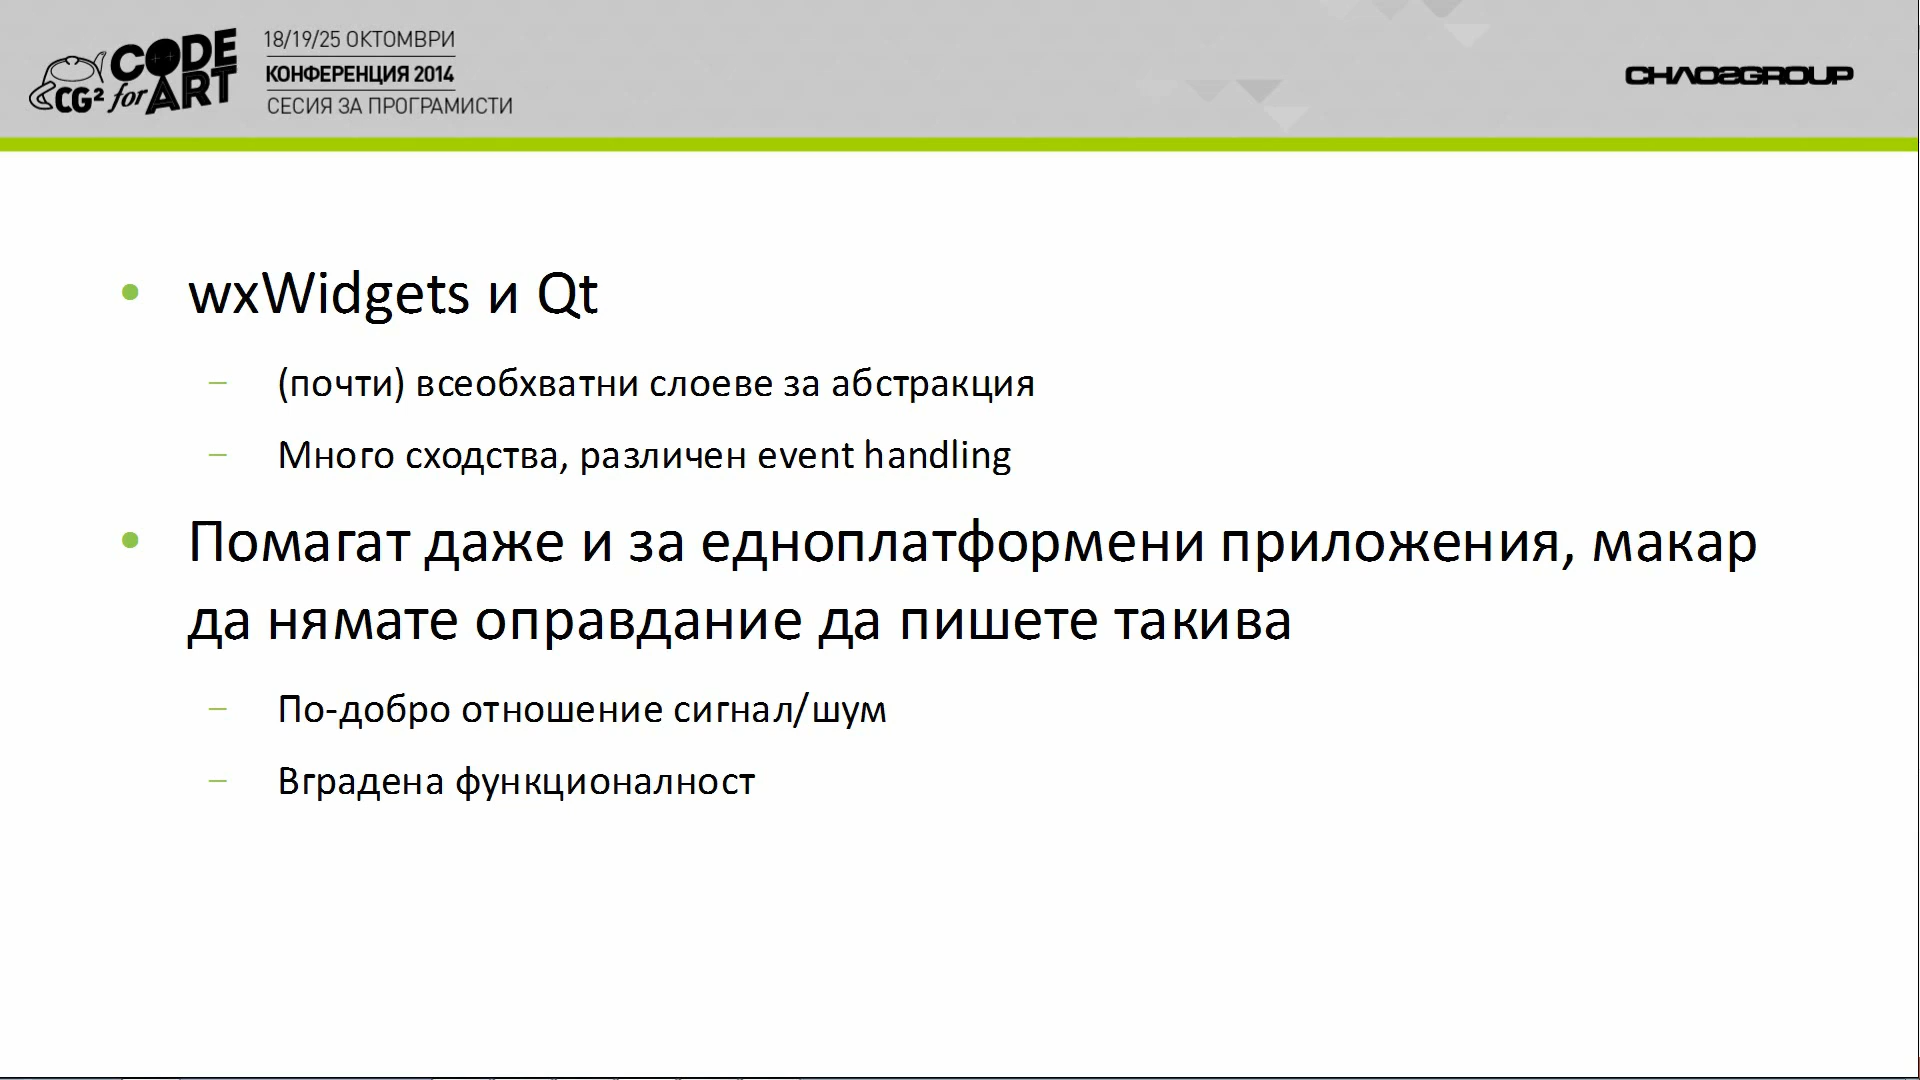 CODE
for ART
CG²
18/19/25 ОКТОМВРИ
КОНФЕРЕНЦИЯ 2014
СЕСИЯ ЗА ПРОГРАМИСТИ
CHAOSGROUP
• wxWidgets и Qt
– (почти) всеобхватни слоеве за абстракция
– Много сходства, различен event handling
• Помагат даже и за едноплатформени приложения, макар
да нямате оправдание да пишете такива
– По-добро отношение сигнал/шум
– Вградена функционалност